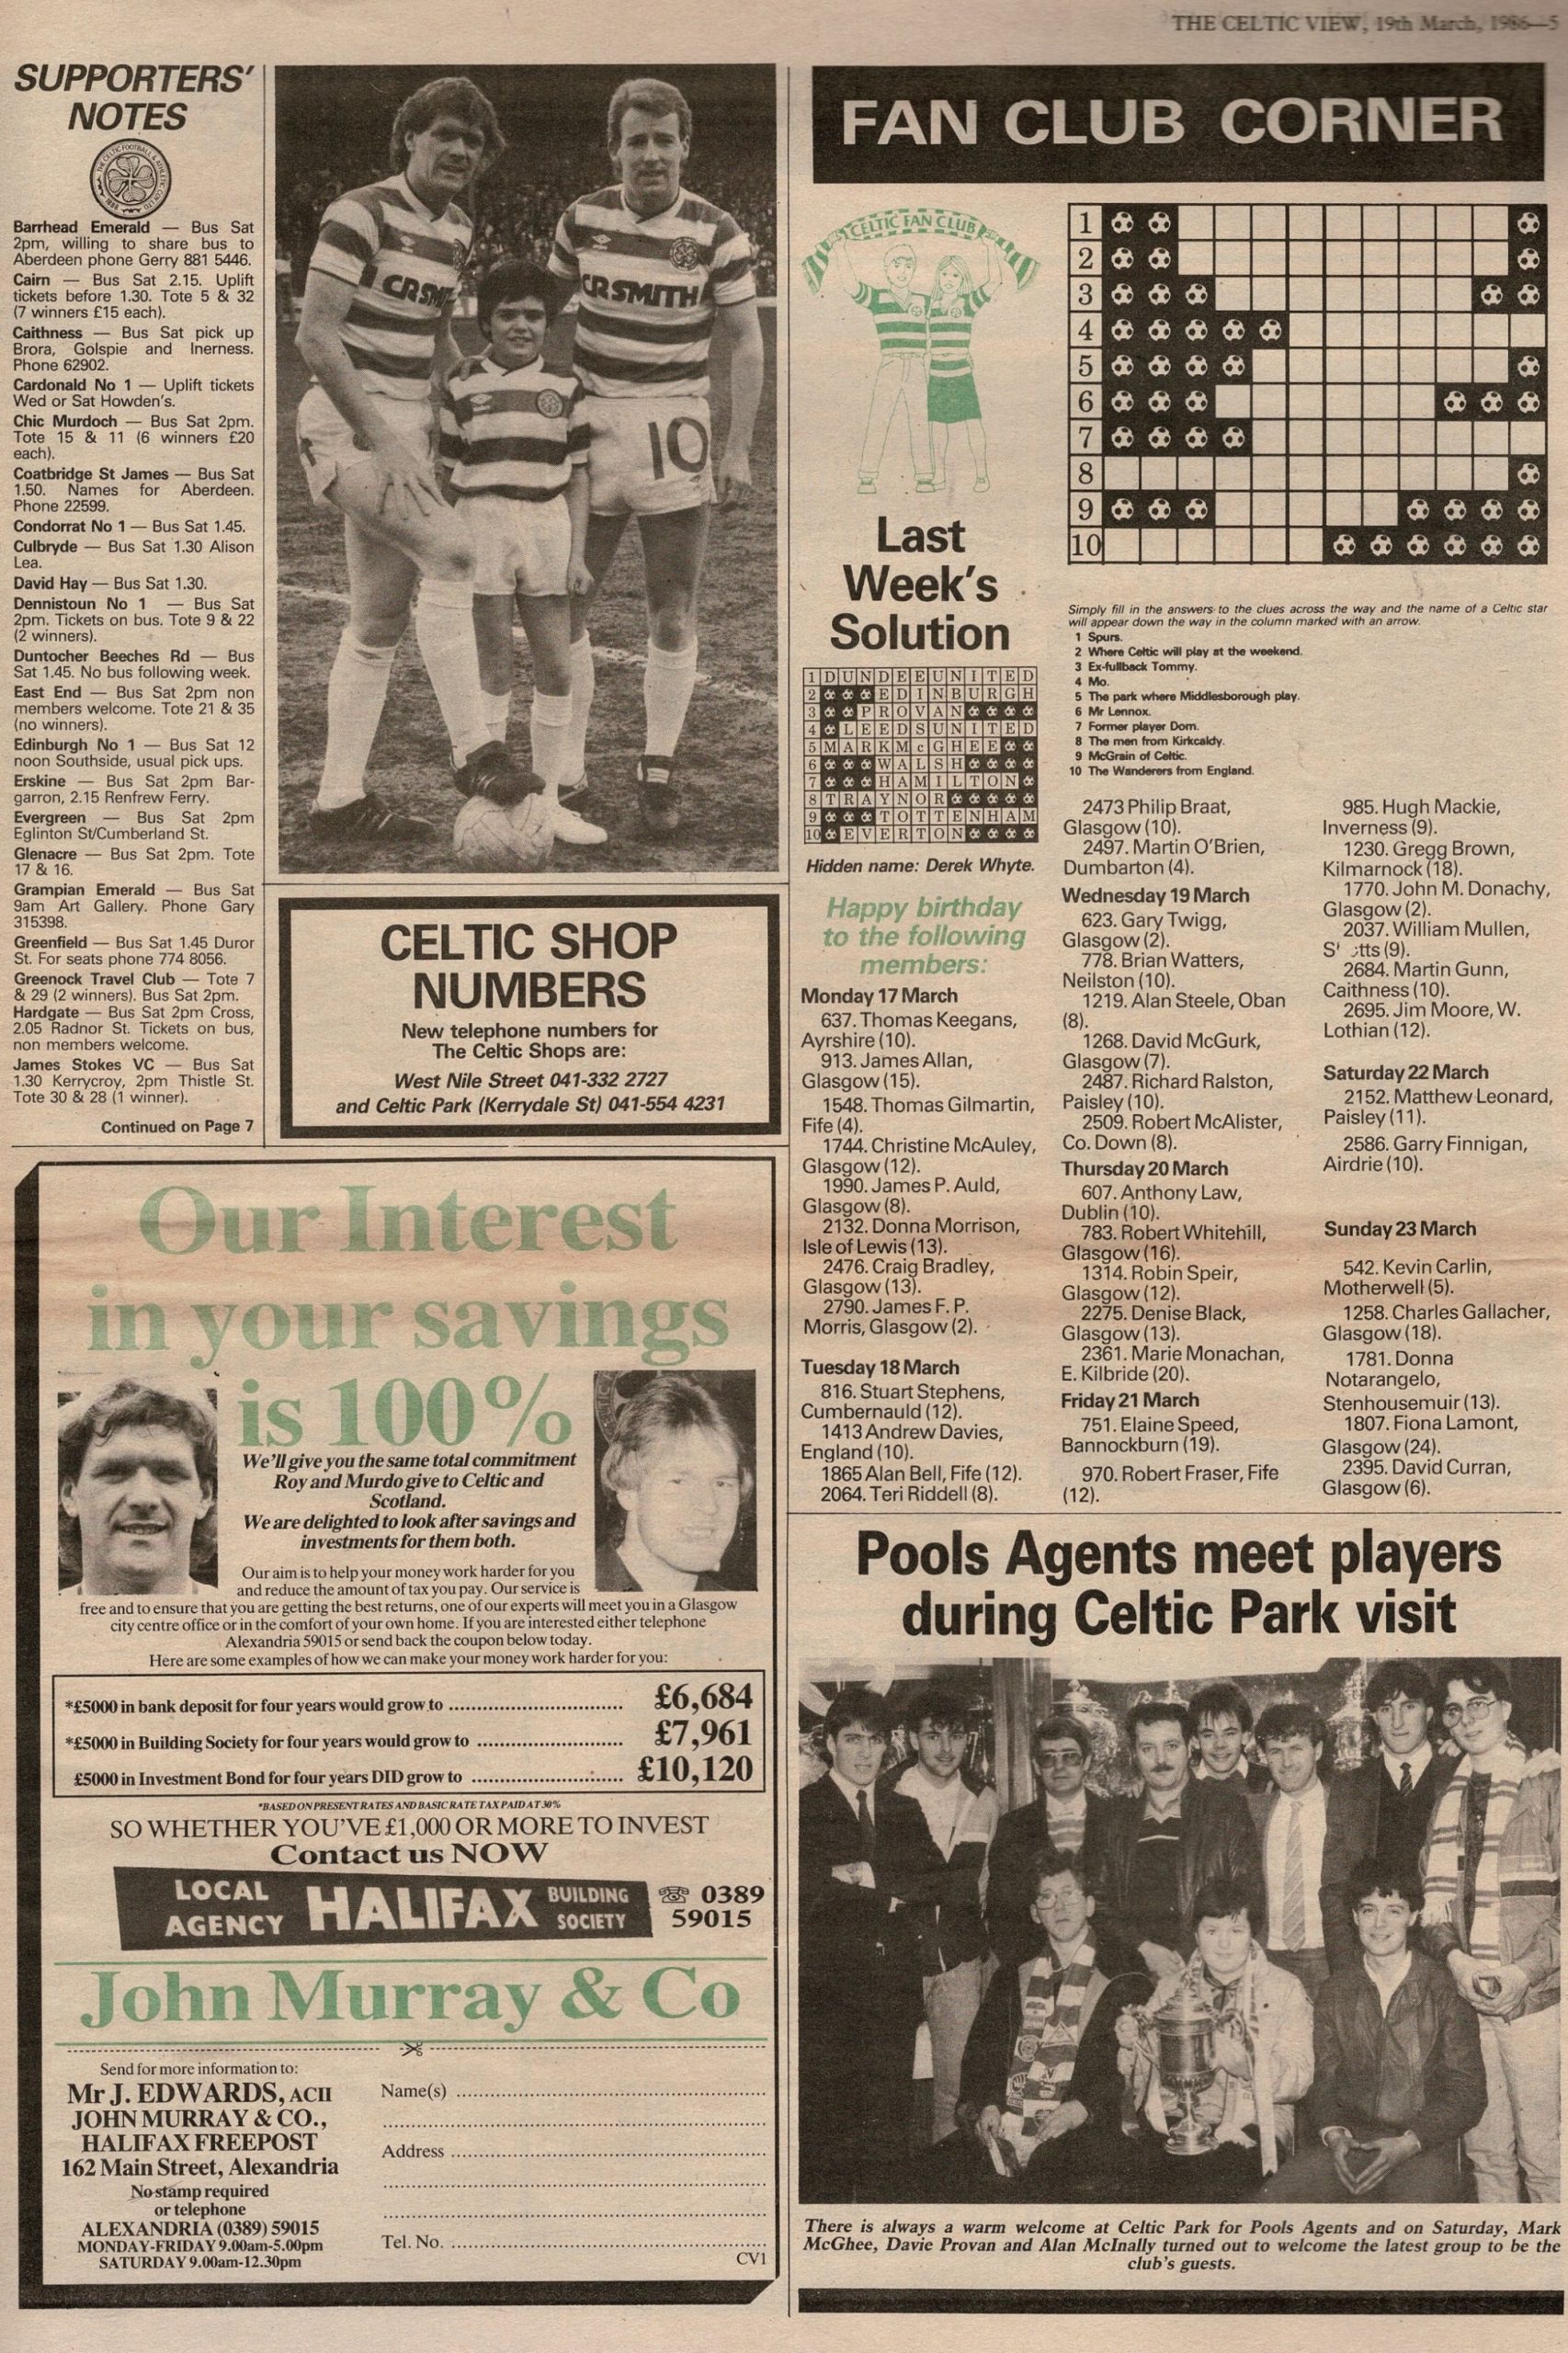 THE CELTIC VIEW, 19th March, 1986—5
SUPPORTERS'
NOTES
THE CELTIC FOOTBALL & ATHLETIC COY LTD
1888
Barrhead Emerald — Bus Sat
2pm, willing to share bus to
Aberdeen phone Gerry 881 5446.
Cairn — Bus Sat 2.15. Uplift
tickets before 1.30. Tote 5 & 32
(7 winners £15 each).
Caithness — Bus Sat pick up
Brora, Golspie and Inerness.
Phone 62902.
Cardonald No 1 — Uplift tickets
Wed or Sat Howden's.
Chic Murdoch — Bus Sat 2pm.
Tote 15 & 11 (6 winners £20
each).
Coatbridge St James — Bus Sat
1.50. Names for Aberdeen.
Phone 22599.
Condorrat No 1 — Bus Sat 1.45.
Culbryde — Bus Sat 1.30 Alison
Lea.
David Hay — Bus Sat 1.30.
Dennistoun No 1 — Bus Sat
2pm. Tickets on bus. Tote 9 & 22
(2 winners).
Duntocher Beeches Rd — Bus
Sat 1.45. No bus following week.
East End — Bus Sat 2pm non
members welcome. Tote 21 & 35
(no winners).
Edinburgh No 1 — Bus Sat 12
noon Southside, usual pick ups.
Erskine — Bus Sat 2pm Bar-
garron, 2.15 Renfrew Ferry.
Evergreen — Bus Sat 2pm
Eglinton St/Cumberland St.
Glenacre — Bus Sat 2pm. Tote
17 & 16.
Grampian Emerald — Bus Sat
9am Art Gallery. Phone Gary
315398.
Greenfield — Bus Sat 1.45 Duror
St. For seats phone 774 8056.
Greenock Travel Club — Tote 7
& 29 (2 winners). Bus Sat 2pm.
Hardgate — Bus Sat 2pm Cross,
2.05 Radnor St. Tickets on bus,
non members welcome.
James Stokes VC — Bus Sat
1.30 Kerrycroy, 2pm Thistle St.
Tote 30 & 28 (1 winner).
Continued on Page 7
CR SMITH
10
CELTIC SHOP
NUMBERS
New telephone numbers for
The Celtic Shops are:
West Nile Street 041-332 2727
and Celtic Park (Kerrydale St) 041-554 4231
Our Interest
in your savings
is 100%
We'll give you the same total commitment
Roy and Murdo give to Celtic and
Scotland.
We are delighted to look after savings and
investments for them both.
Our aim is to help your money work harder for you
and reduce the amount of tax you pay. Our service is
free and to ensure that you are getting the best returns, one of our experts will meet you in a Glasgow
city centre office or in the comfort of your own home. If you are interested either telephone
Alexandria 59015 or send back the coupon below today.
Here are some examples of how we can make your money work harder for you:
*£5000 in bank deposit for four years would grow to .................................. £6,684
*£5000 in Building Society for four years would grow to ........................... £7,961
£5000 in Investment Bond for four years DID grow to ............................ £10,120
*BASED ON PRESENT RATES AND BASIC RATE TAX PAID AT 30%
SO WHETHER YOU'VE £1,000 OR MORE TO INVEST
Contact us NOW
LOCAL AGENCY HALIFAX BUILDING SOCIETY ☏ 0389
59015
John Murray & Co
Send for more information to:
Mr J. EDWARDS, ACII
JOHN MURRAY & CO.,
HALIFAX FREEPOST
162 Main Street, Alexandria
No stamp required
or telephone
ALEXANDRIA (0389) 59015
MONDAY-FRIDAY 9.00am-5.00pm
SATURDAY 9.00am-12.30pm
Name(s) ..........
Address ..........
Tel. No. ..........
CV1
FAN CLUB CORNER
CELTIC FAN CLUB
1
2
3
4
5
6
7
8
9
10
Simply fill in the answers to the clues across the way and the name of a Celtic star
will appear down the way in the column marked with an arrow.
1 Spurs.
2 Where Celtic will play at the weekend.
3 Ex-fullback Tommy.
4 Mo.
5 The park where Middlesborough play.
6 Mr Lennox.
7 Former player Dom.
8 The men from Kirkcaldy.
9 McGrain of Celtic.
10 The Wanderers from England.
Last
Week's
Solution
1 DUNDEEUNITED
2 EDINBURGH
3 PROVAN
4 LEEDSUNITED
5 MARKMcGHEE
6 WALSH
7 HAMILTON
8 TRAYNOR
9 TOTTENHAM
10 EVERTON
Hidden name: Derek Whyte.
Happy birthday
to the following
members:
Monday 17 March
637. Thomas Keegans,
Ayrshire (10).
913. James Allan,
Glasgow (15).
1548. Thomas Gilmartin,
Fife (4).
1744. Christine McAuley,
Glasgow (12).
1990. James P. Auld,
Glasgow (8).
2132. Donna Morrison,
Isle of Lewis (13).
2476. Craig Bradley,
Glasgow (13).
2790. James F. P.
Morris, Glasgow (2).
Tuesday 18 March
816. Stuart Stephens,
Cumbernauld (12).
1413 Andrew Davies,
England (10).
1865 Alan Bell, Fife (12).
2064. Teri Riddell (8).
2473 Philip Braat,
Glasgow (10).
2497. Martin O'Brien,
Dumbarton (4).
Wednesday 19 March
623. Gary Twigg,
Glasgow (2).
778. Brian Watters,
Neilston (10).
1219. Alan Steele, Oban
(8).
1268. David McGurk,
Glasgow (7).
2487. Richard Ralston,
Paisley (10).
2509. Robert McAlister,
Co. Down (8).
Thursday 20 March
607. Anthony Law,
Dublin (10).
783. Robert Whitehill,
Glasgow (16).
1314. Robin Speir,
Glasgow (12).
2275. Denise Black,
Glasgow (13).
2361. Marie Monachan,
E. Kilbride (20).
Friday 21 March
751. Elaine Speed,
Bannockburn (19).
970. Robert Fraser, Fife
(12).
985. Hugh Mackie,
Inverness (9).
1230. Gregg Brown,
Kilmarnock (18).
1770. John M. Donachy,
Glasgow (2).
2037. William Mullen,
(9).
2684. Martin Gunn,
Caithness (10).
2695. Jim Moore, W.
Lothian (12).
Saturday 22 March
2152. Matthew Leonard,
Paisley (11).
2586. Garry Finnigan,
Airdrie (10).
Sunday 23 March
542. Kevin Carlin,
Motherwell (5).
1258. Charles Gallacher,
Glasgow (18).
1781. Donna
Notarangelo,
Stenhousemuir (13).
1807. Fiona Lamont,
Glasgow (24).
2395. David Curran,
Glasgow (6).
Pools Agents meet players
during Celtic Park visit
There is always a warm welcome at Celtic Park for Pools Agents and on Saturday, Mark
McGhee, Davie Provan and Alan McInally turned out to welcome the latest group to be the
club's guests.